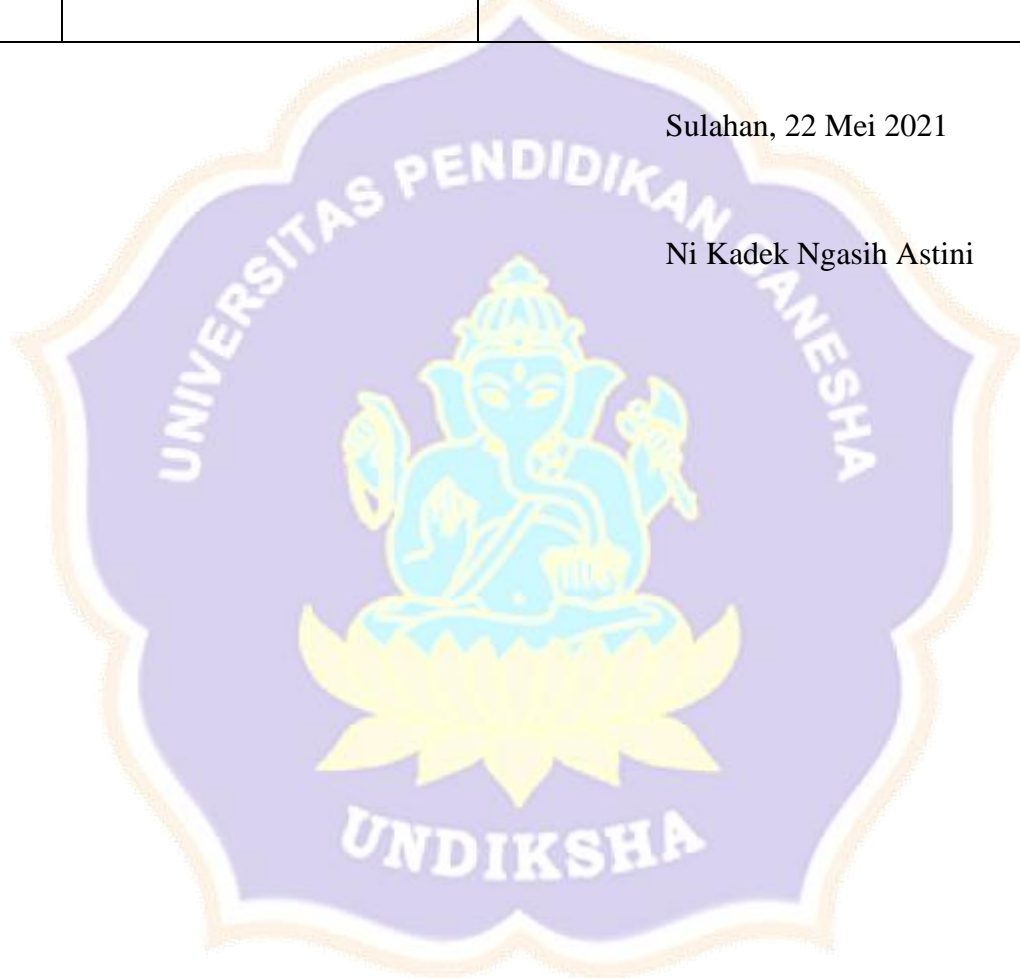 Sulahan, 22 Mei 2021
UNIVERSITAS PENDIDIKAN GANESHA
Ni Kadek Ngasih Astini
UNDIKSHA